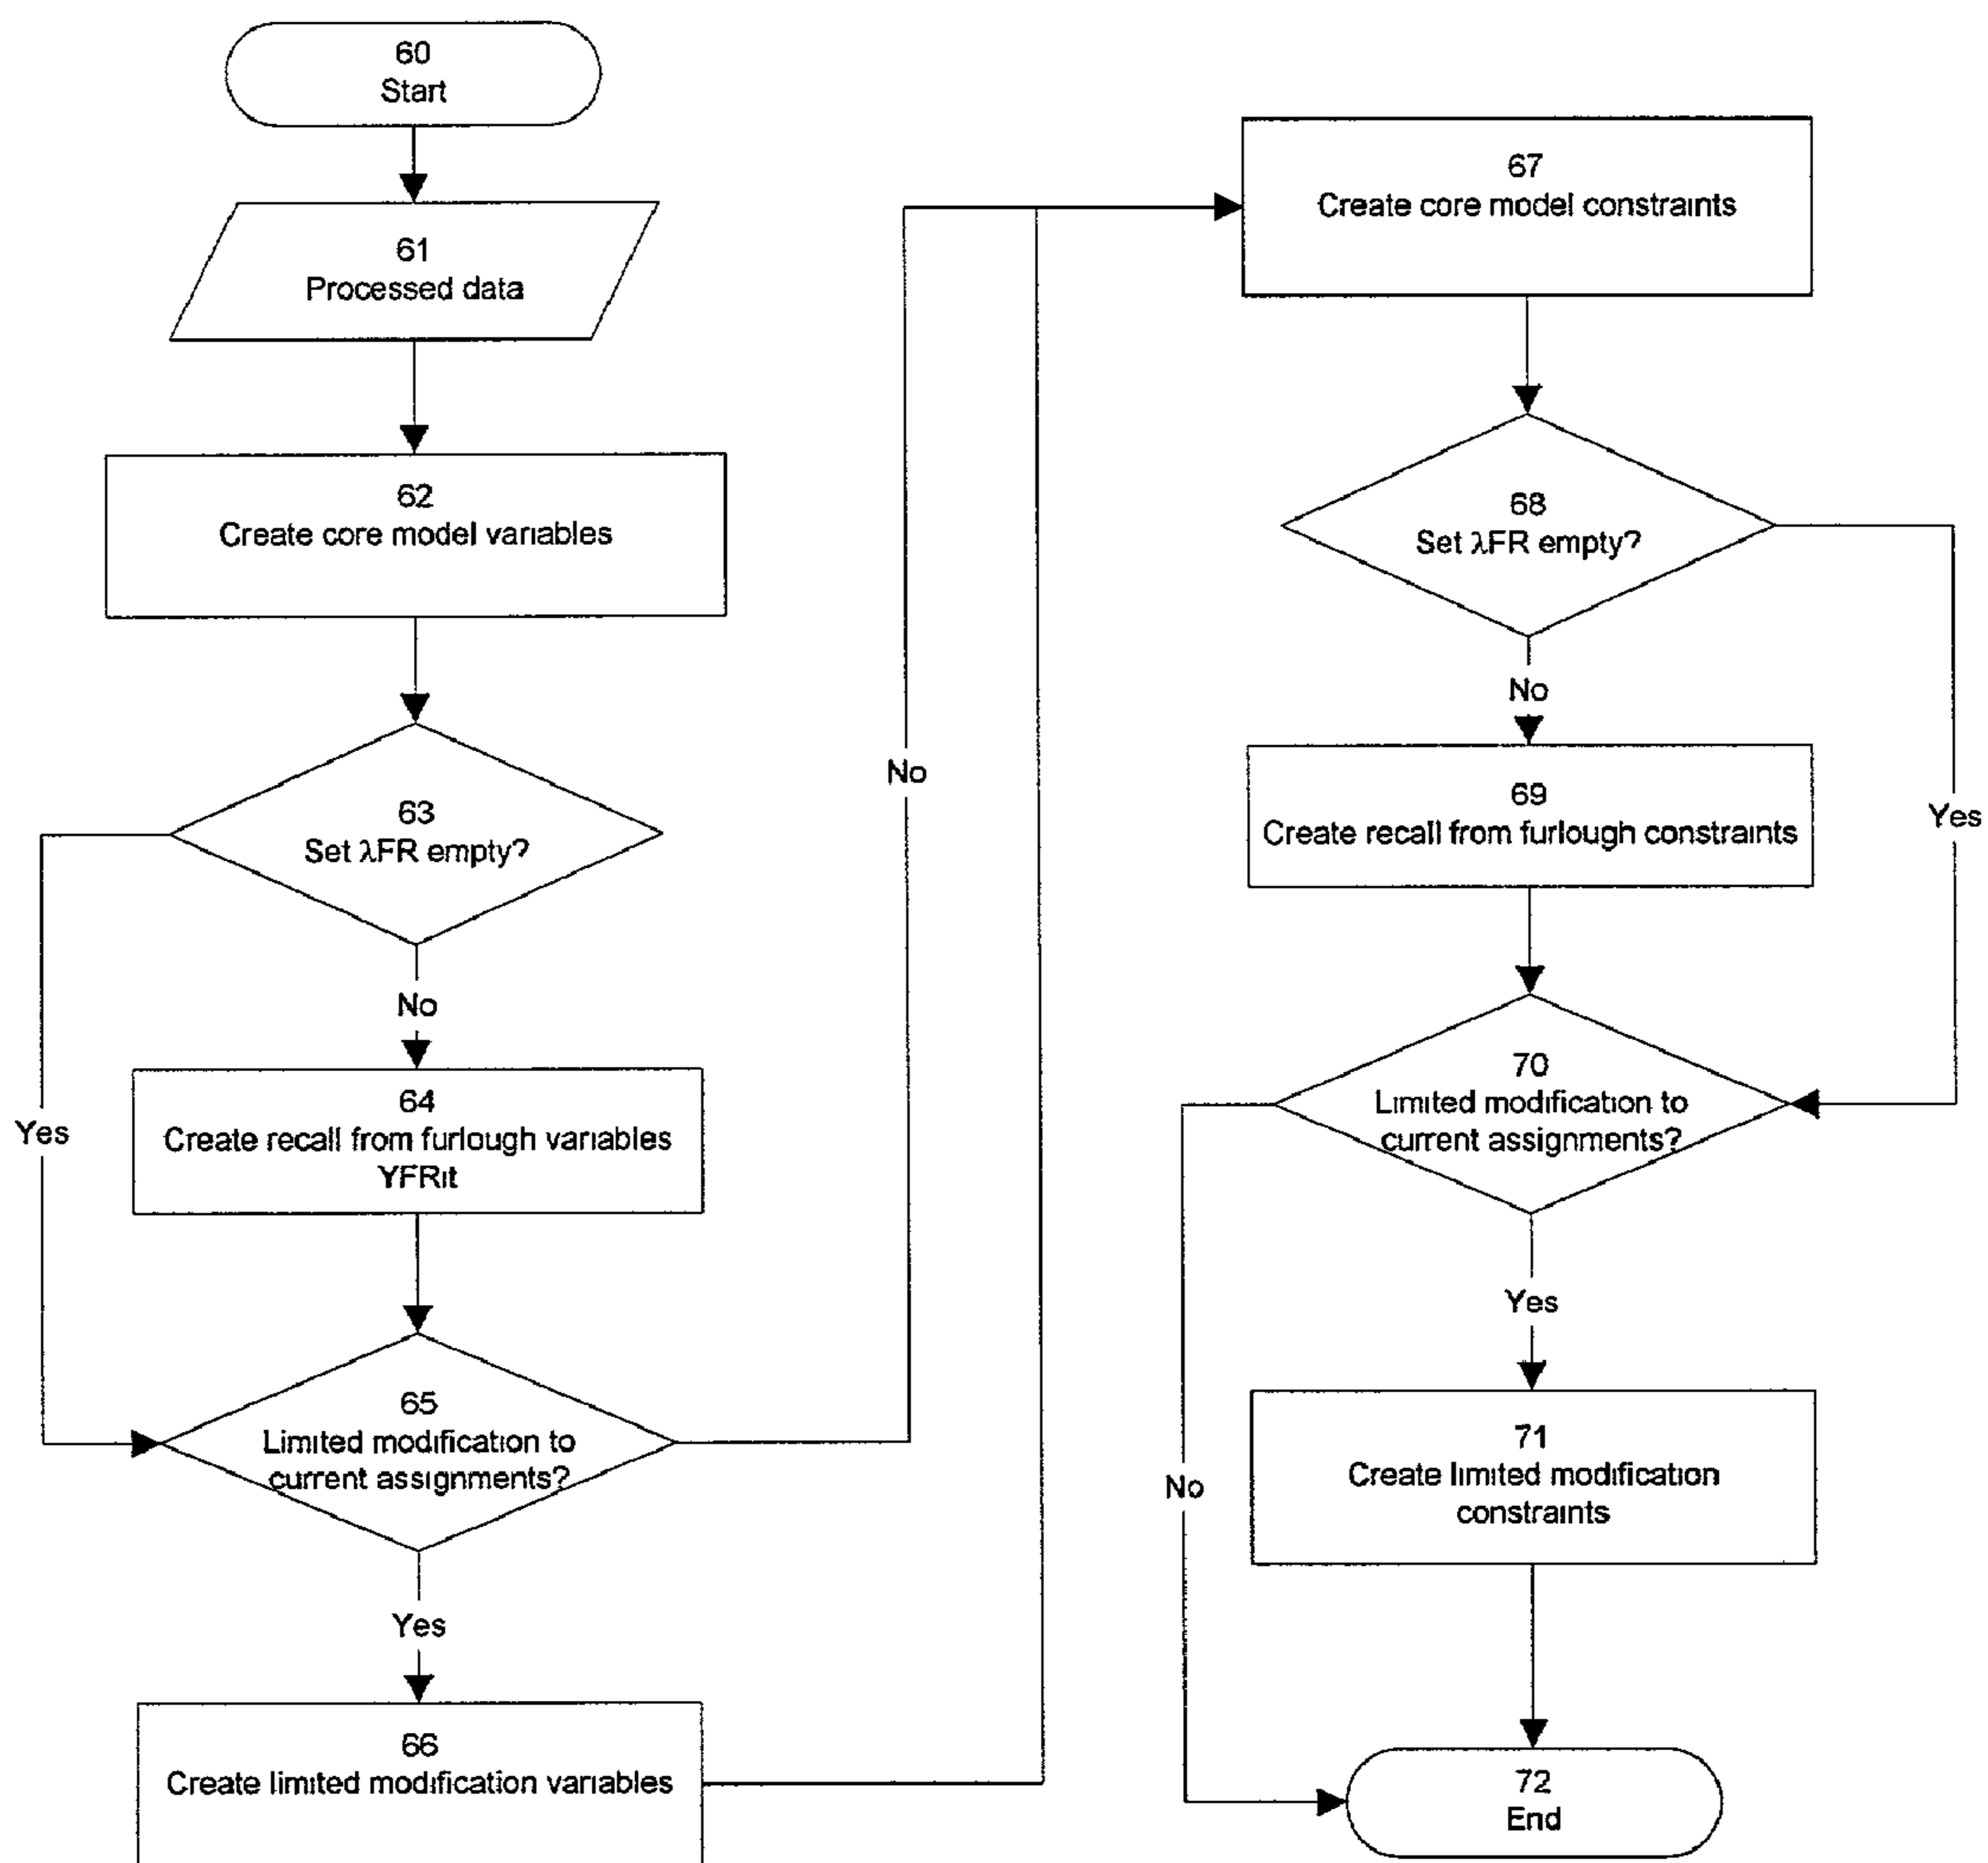 60
Start
61
Processed data
62
Create core model variables
63
Set λFR empty?
No
Yes
64
Create recall from furlough variables
YFRit
65
Limited modification to
current assignments?
No
Yes
66
Create limited modification variables
67
Create core model constraints
68
Set λFR empty?
No
Yes
69
Create recall from furlough constraints
70
Limited modification to
current assignments?
Yes
No
71
Create limited modification
constraints
72
End